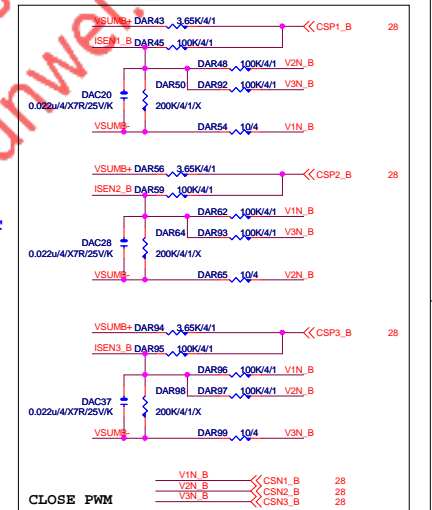 VSUMB+ DAR43 3.65K/4/1 CSP1_B 28
ISEN1_B DAR45 100K/4/1
DAR48 100K/4/1 V2N_B
DAR92 100K/4/1 V3N_B
DAC20 DAR50
0.022u/4/X7R/25V/K 200K/4/1/X
VSUMB- DAR54 10/4 V1N_B
VSUMB+ DAR56 3.65K/4/1 CSP2_B 28
ISEN2_B DAR59 100K/4/1
DAR62 100K/4/1 V1N_B
DAR93 100K/4/1 V3N_B
DAC28 DAR64
0.022u/4/X7R/25V/K 200K/4/1/X
VSUMB- DAR65 10/4 V2N_B
VSUMB+ DAR94 3.65K/4/1 CSP3_B 28
ISEN3_B DAR95 100K/4/1
DAR96 100K/4/1 V1N_B
DAR97 100K/4/1 V2N_B
DAC37 DAR98
0.022u/4/X7R/25V/K 200K/4/1/X
VSUMB- DAR99 10/4 V3N_B
V1N_B CSN1_B 28
V2N_B CSN2_B 28
V3N_B CSN3_B 28
CLOSE PWM